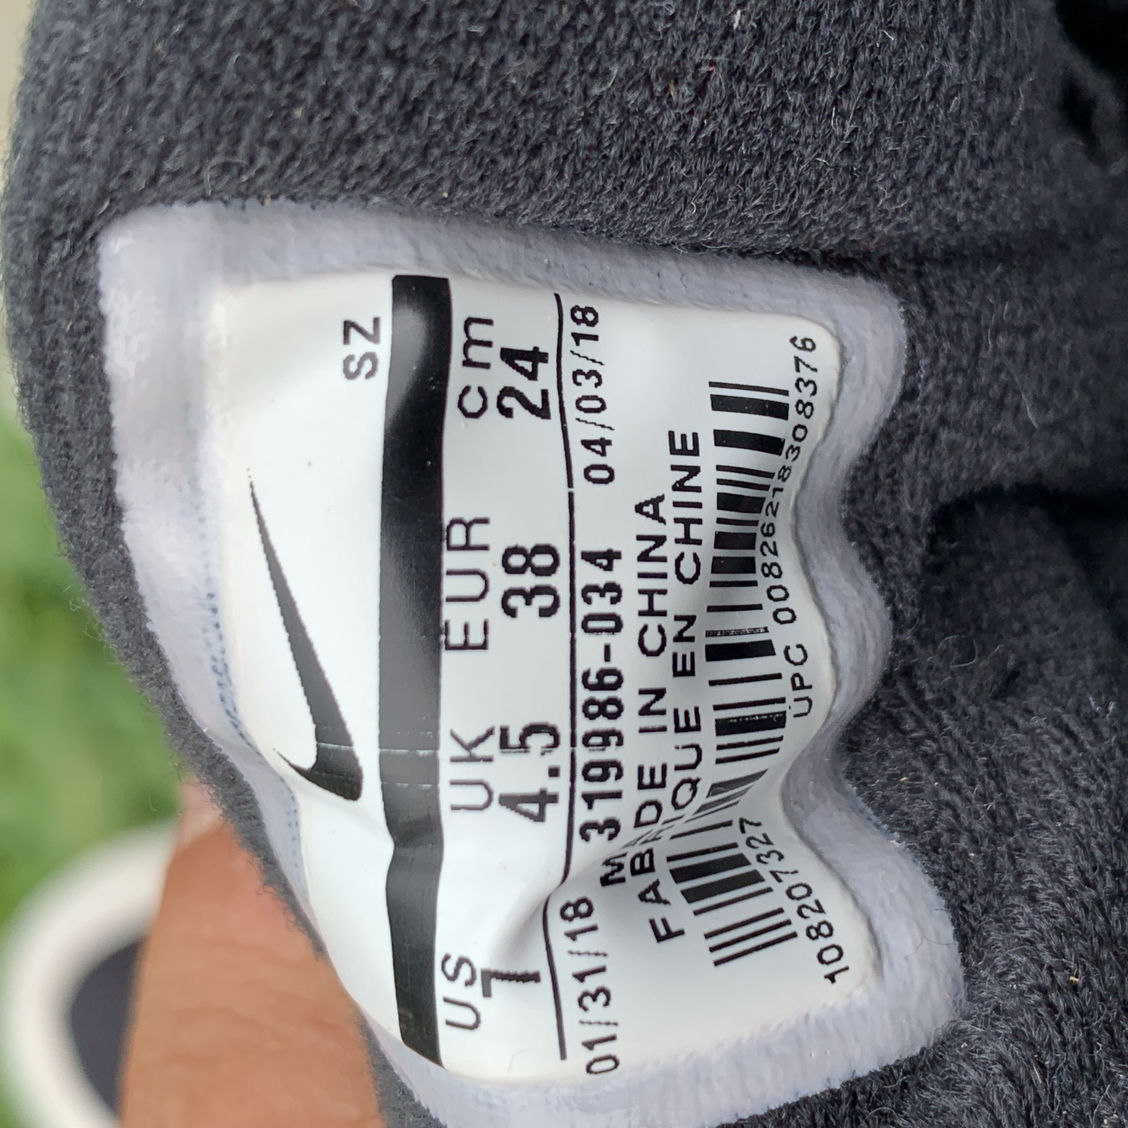 SZ
US UK EUR cm
7 4.5 38 24
01/31/18 319986-034 04/03/18
MADE IN CHINA
FABRIQUE EN CHINE
UPC 00826218308376
108207327